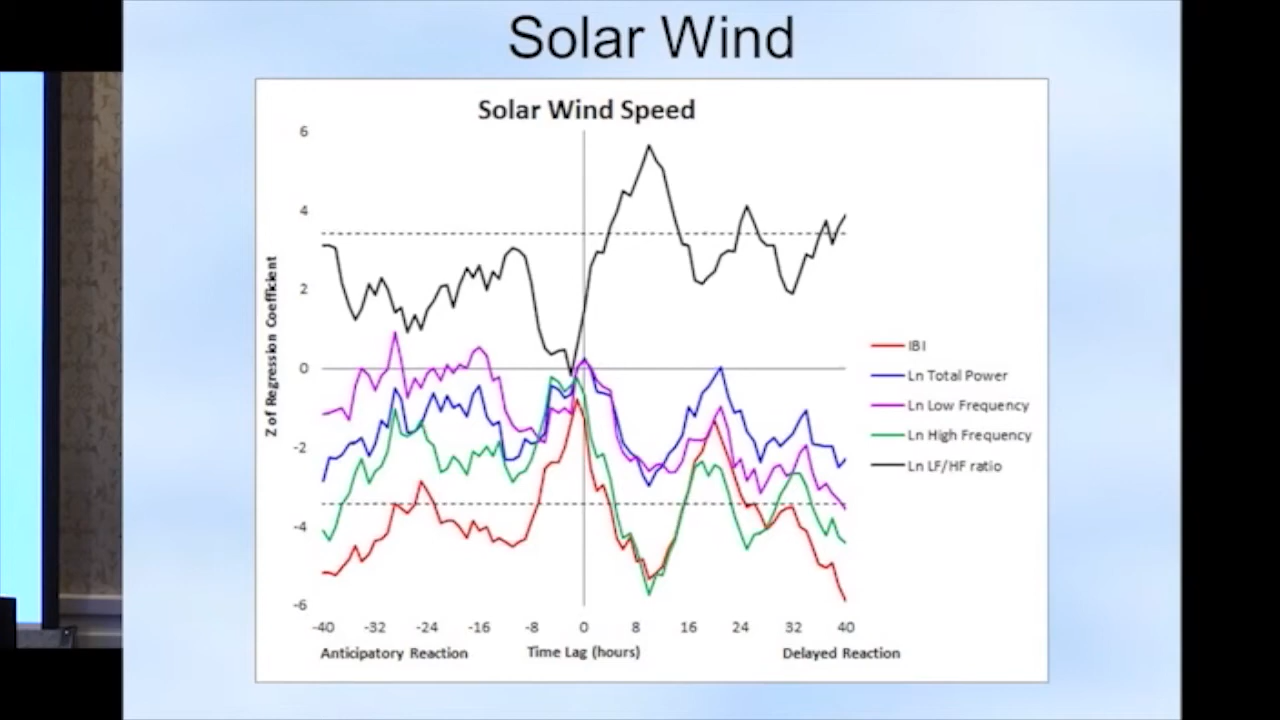 Solar Wind
Solar Wind Speed
6
4
2
0
-2
-4
-6
Z of Regression Coefficient
IBI
Ln Total Power
Ln Low Frequency
Ln High Frequency
Ln LF/HF ratio
-40 -32 -24 -16 -8 0 8 16 24 32 40
Anticipatory Reaction Time Lag (hours) Delayed Reaction